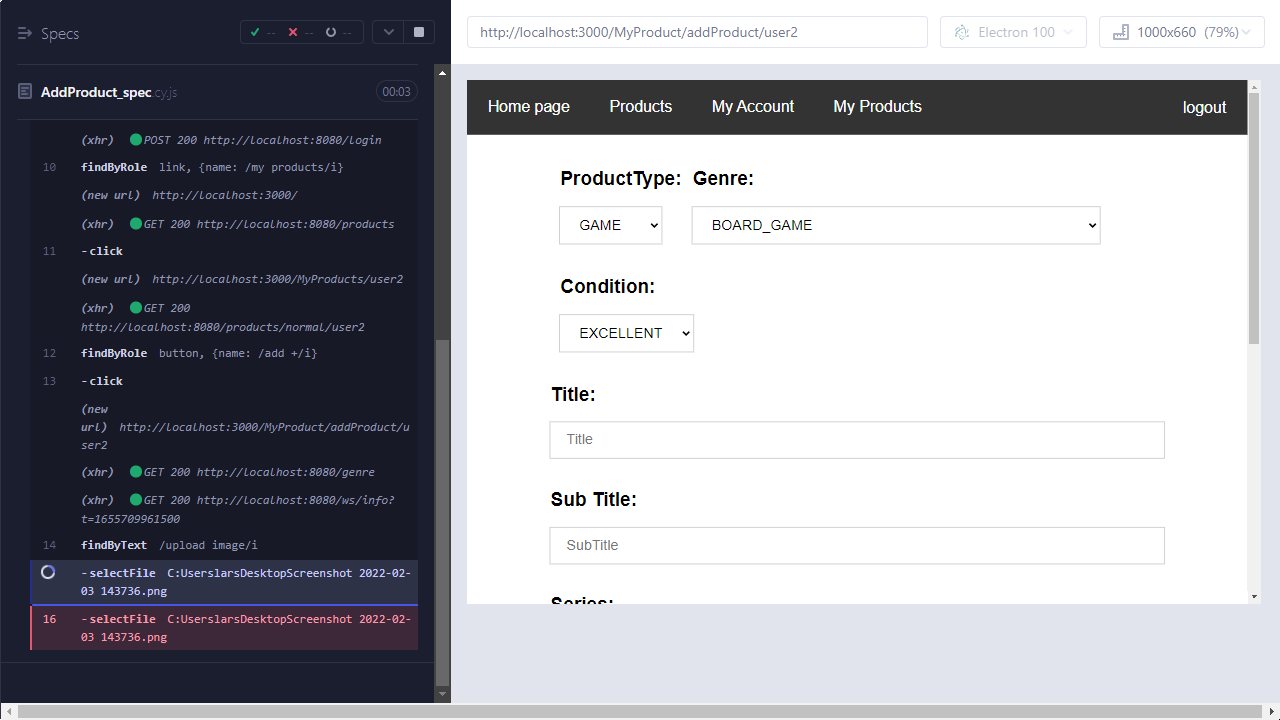 Specs
--
--
--
AddProduct_spec.cy.js
00:03
(xhr) POST 200 http://localhost:8080/login
10 findByRole link, {name: /my products/i}
(new url) http://localhost:3000/
(xhr) GET 200 http://localhost:8080/products
11 -click
(new url) http://localhost:3000/MyProducts/user2
(xhr) GET 200
http://localhost:8080/products/normal/user2
12 findByRole button, {name: /add +/i}
13 -click
(new
url) http://localhost:3000/MyProduct/addProduct/u
ser2
(xhr) GET 200 http://localhost:8080/genre
(xhr) GET 200 http://localhost:8080/ws/info?
t=1655709961500
14 findByText /upload image/i
-selectFile C:UserslarsDesktopScreenshot 2022-02-
03 143736.png
16 -selectFile C:UserslarsDesktopScreenshot 2022-02-
03 143736.png
http://localhost:3000/MyProduct/addProduct/user2
Electron 100
1000x660 (79%)
Home page Products My Account My Products logout
ProductType: Genre:
GAME BOARD_GAME
Condition:
EXCELLENT
Title:
Title
Sub Title:
SubTitle
Series: